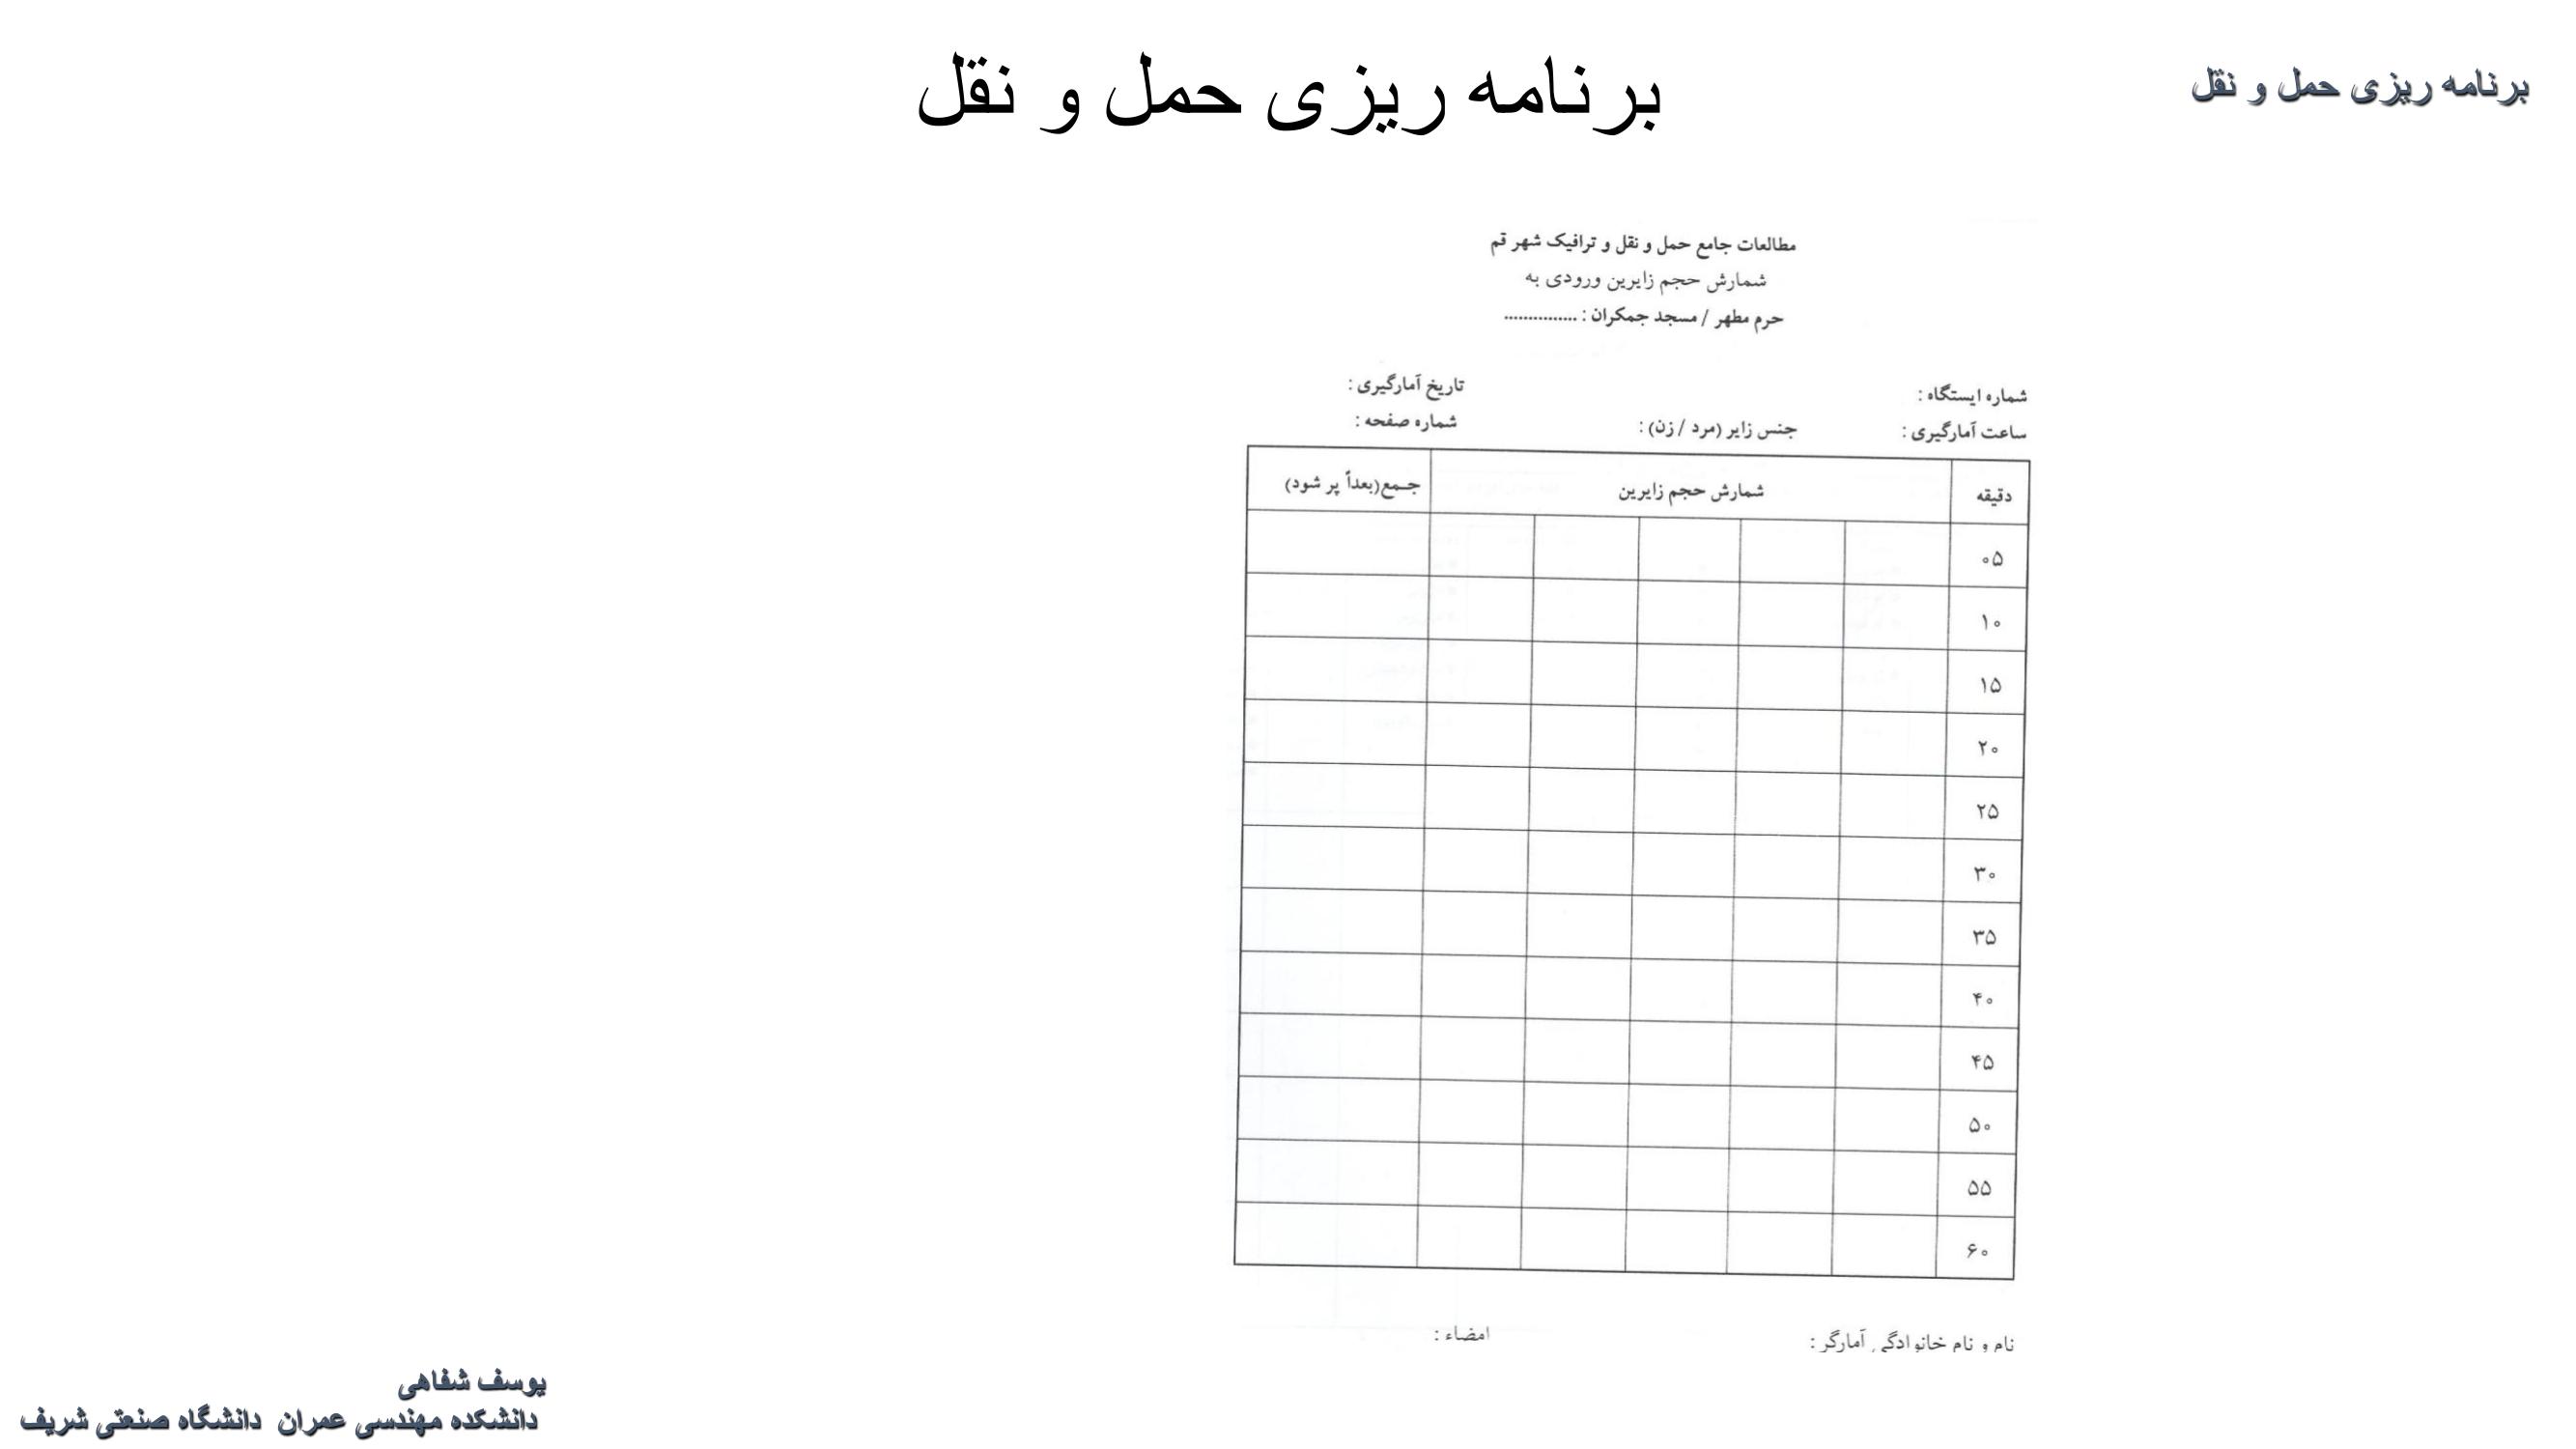 برنامه ریزی حمل و نقل
برنامه ریزی حمل و نقل
مطالعات جامع حمل و نقل و ترافیک شهر قم
شمارش حجم زایرین ورودی به
حرم مطهر / مسجد جمکران : ...............
شماره ایستگاه : تاریخ آمارگیری :
ساعت آمارگیری : جنس زایر (مرد / زن) : شماره صفحه :
دقیقه شمارش حجم زایرین جـمع(بعداً پر شود)
۰۵
۱۰
۱۵
۲۰
۲۵
۳۰
۳۵
۴۰
۴۵
۵۰
۵۵
۶۰
نام و نام خانوادگی آمارگر : امضاء :
یوسف شفاهی
دانشکده مهندسی عمران دانشگاه صنعتی شریف